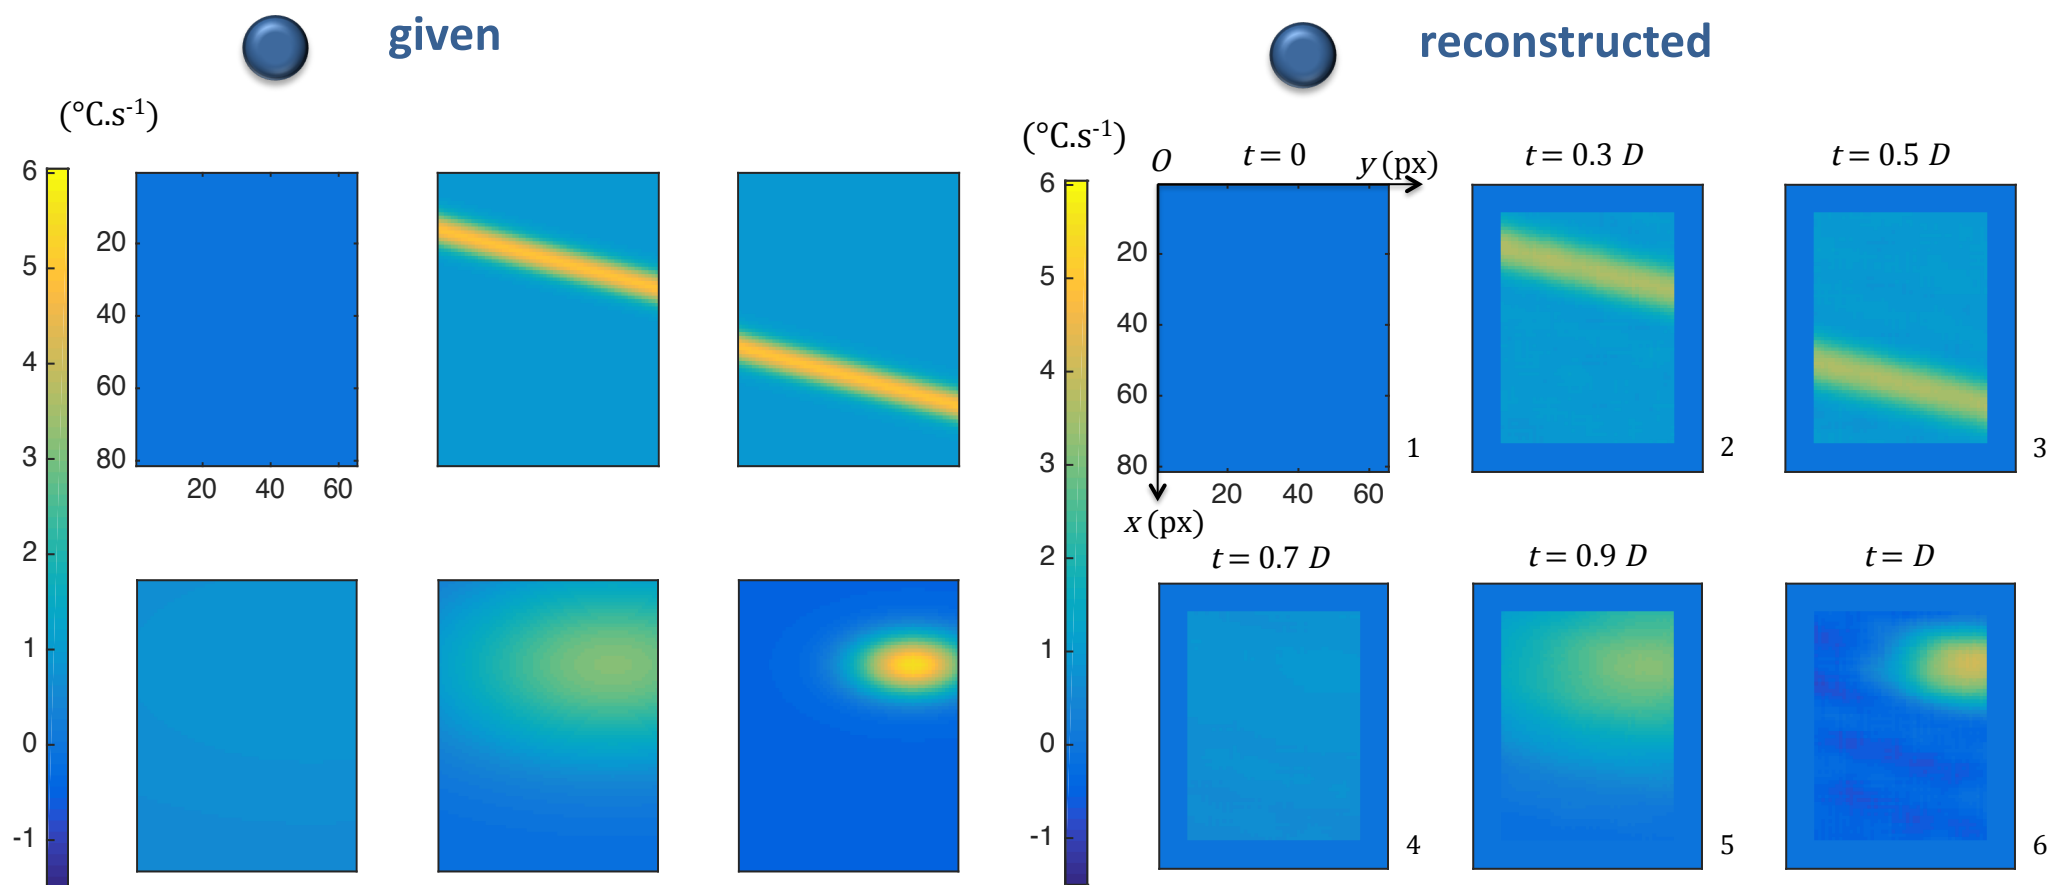 given
reconstructed
(°C.s⁻¹)
6
5
4
3
2
1
0
-1
20
40
60
80
20 40 60
(°C.s⁻¹)
6
5
4
3
2
1
0
-1
O t = 0 y (px)
20
40
60
80
20 40 60
x (px)
1
t = 0.3 D
2
t = 0.5 D
3
t = 0.7 D
4
t = 0.9 D
5
t = D
6